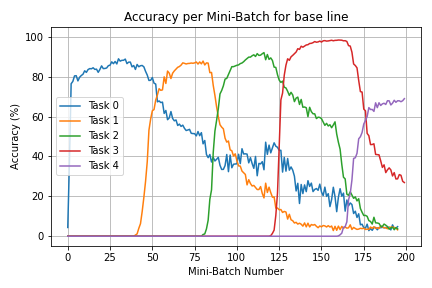 Accuracy per Mini-Batch for base line
Accuracy (%)
100
80
60
40
20
0
Task 0
Task 1
Task 2
Task 3
Task 4
0 25 50 75 100 125 150 175 200
Mini-Batch Number